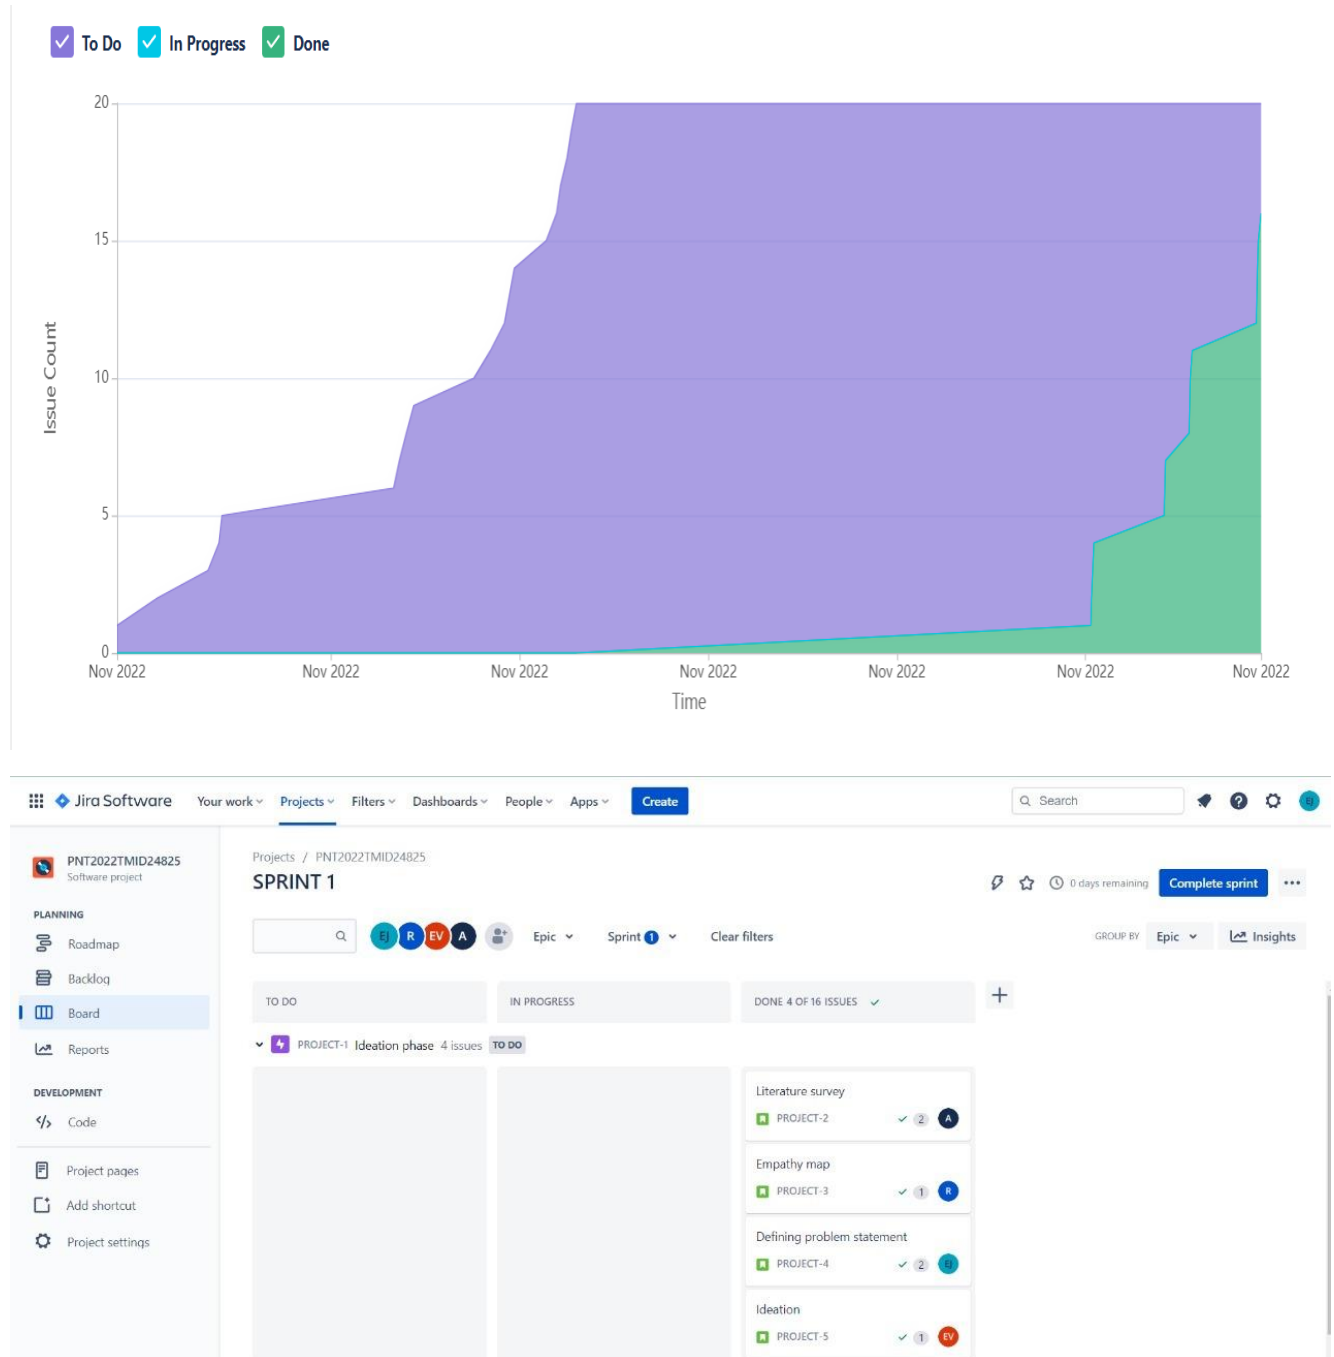 To Do In Progress Done
20
15
10
5
0
Issue Count
Nov 2022 Nov 2022 Nov 2022 Nov 2022 Nov 2022 Nov 2022 Nov 2022
Time
Jira Software Your work Projects Filters Dashboards People Apps Create Search EJ
PNT2022TMID24825
Software project
PLANNING
Roadmap
Backlog
Board
Reports
DEVELOPMENT
Code
Project pages
Add shortcut
Project settings
Projects / PNT2022TMID24825
SPRINT 1
0 days remaining Complete sprint
EJ R EV A Epic Sprint 1 Clear filters GROUP BY Epic Insights
TO DO IN PROGRESS DONE 4 OF 16 ISSUES
PROJECT-1 Ideation phase 4 issues TO DO
Literature survey
PROJECT-2 2 A
Empathy map
PROJECT-3 1 R
Defining problem statement
PROJECT-4 2 EJ
Ideation
PROJECT-5 1 EV